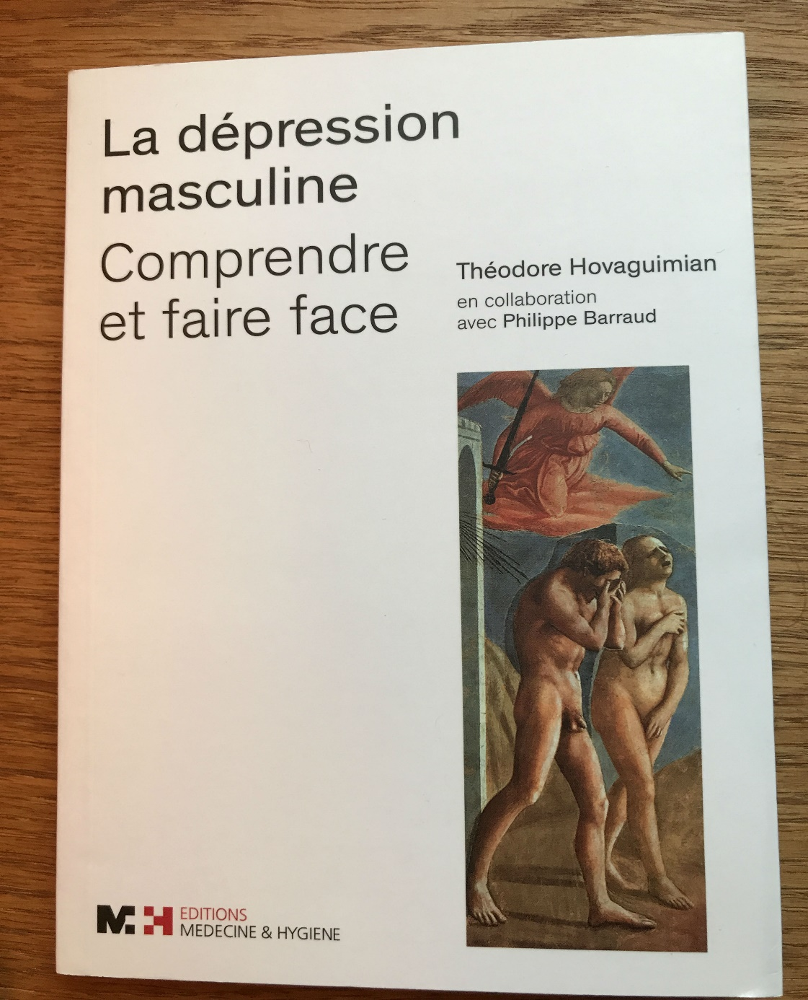 La dépression
masculine
Comprendre
et faire face
Théodore Hovaguimian
en collaboration
avec Philippe Barraud
M:H EDITIONS
MEDECINE & HYGIENE